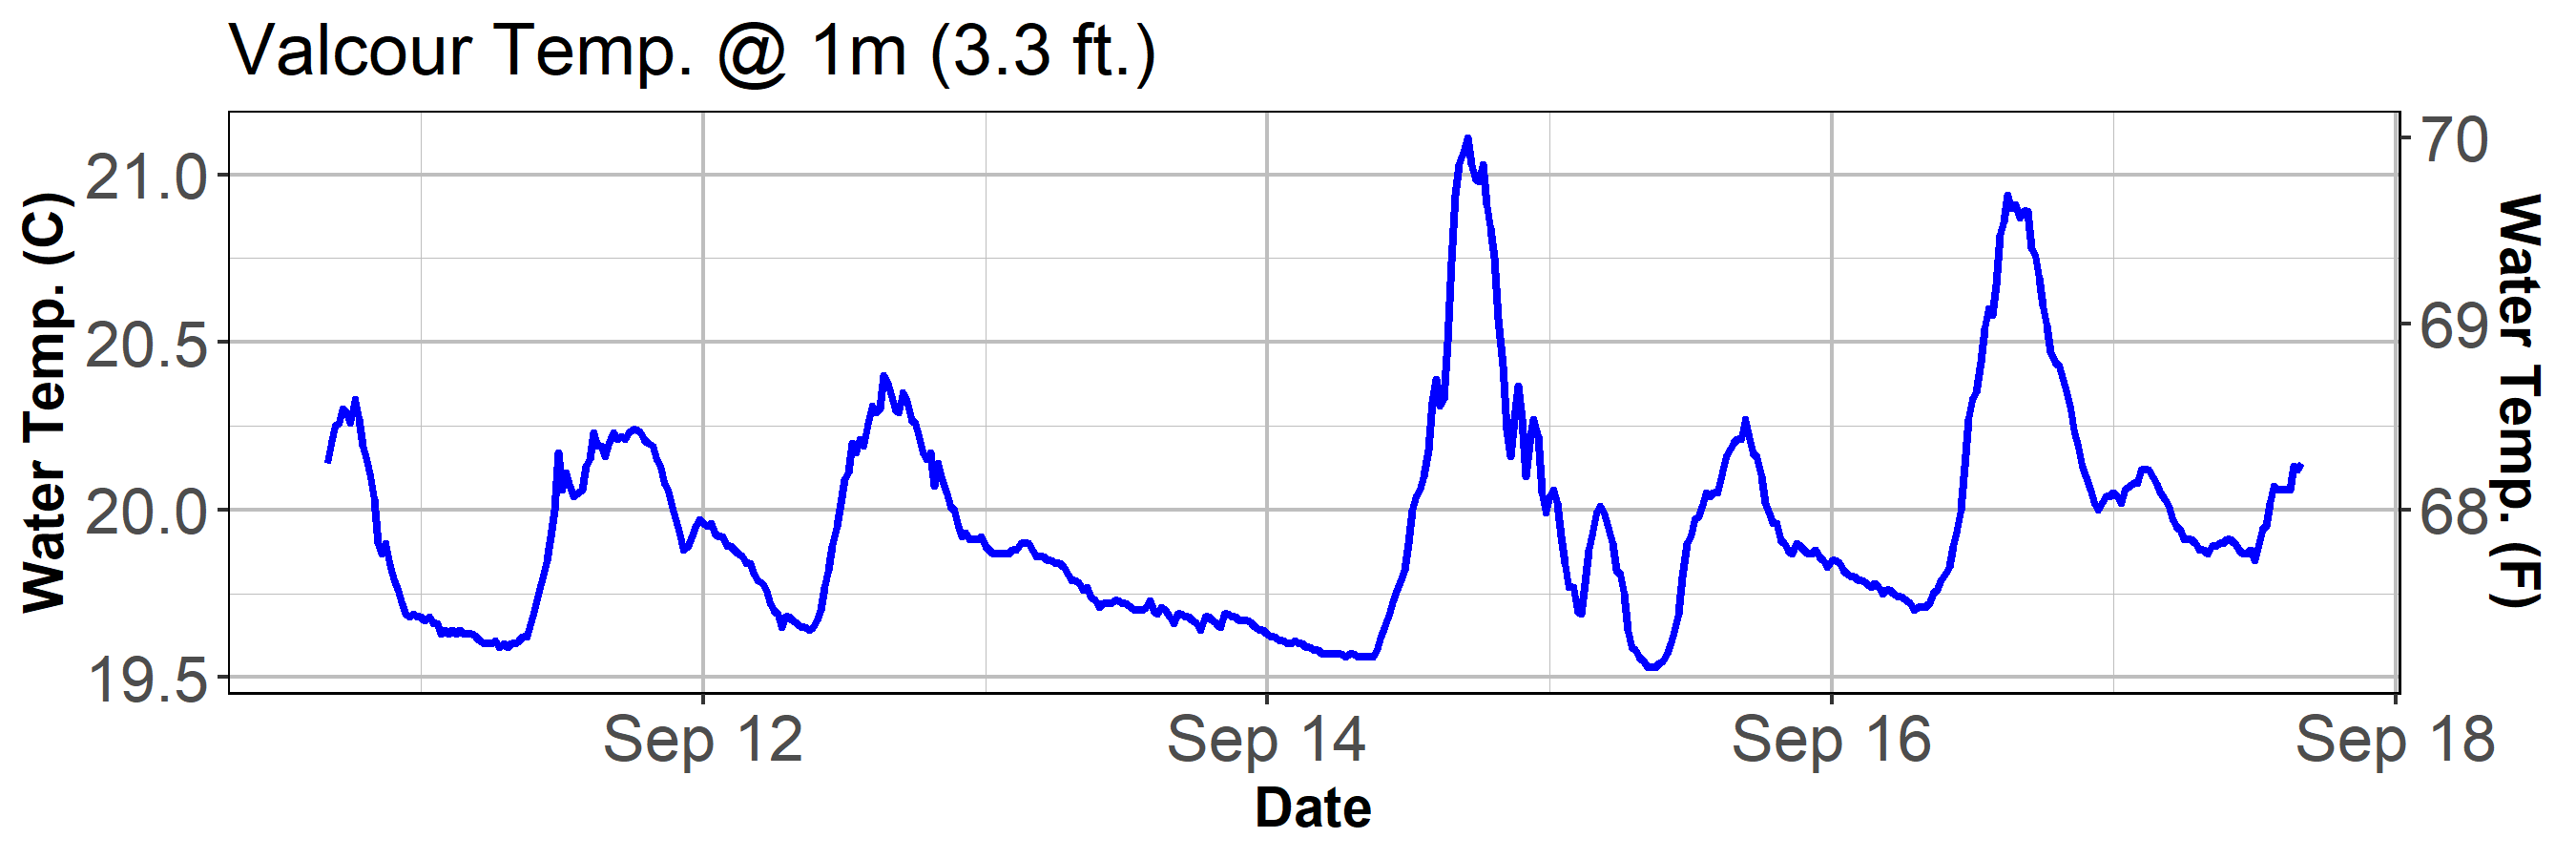 Valcour Temp. @ 1m (3.3 ft.)
Water Temp. (C)
21.0
20.5
20.0
19.5
70
69
68
Water Temp. (F)
Sep 12 Sep 14 Sep 16 Sep 18
Date